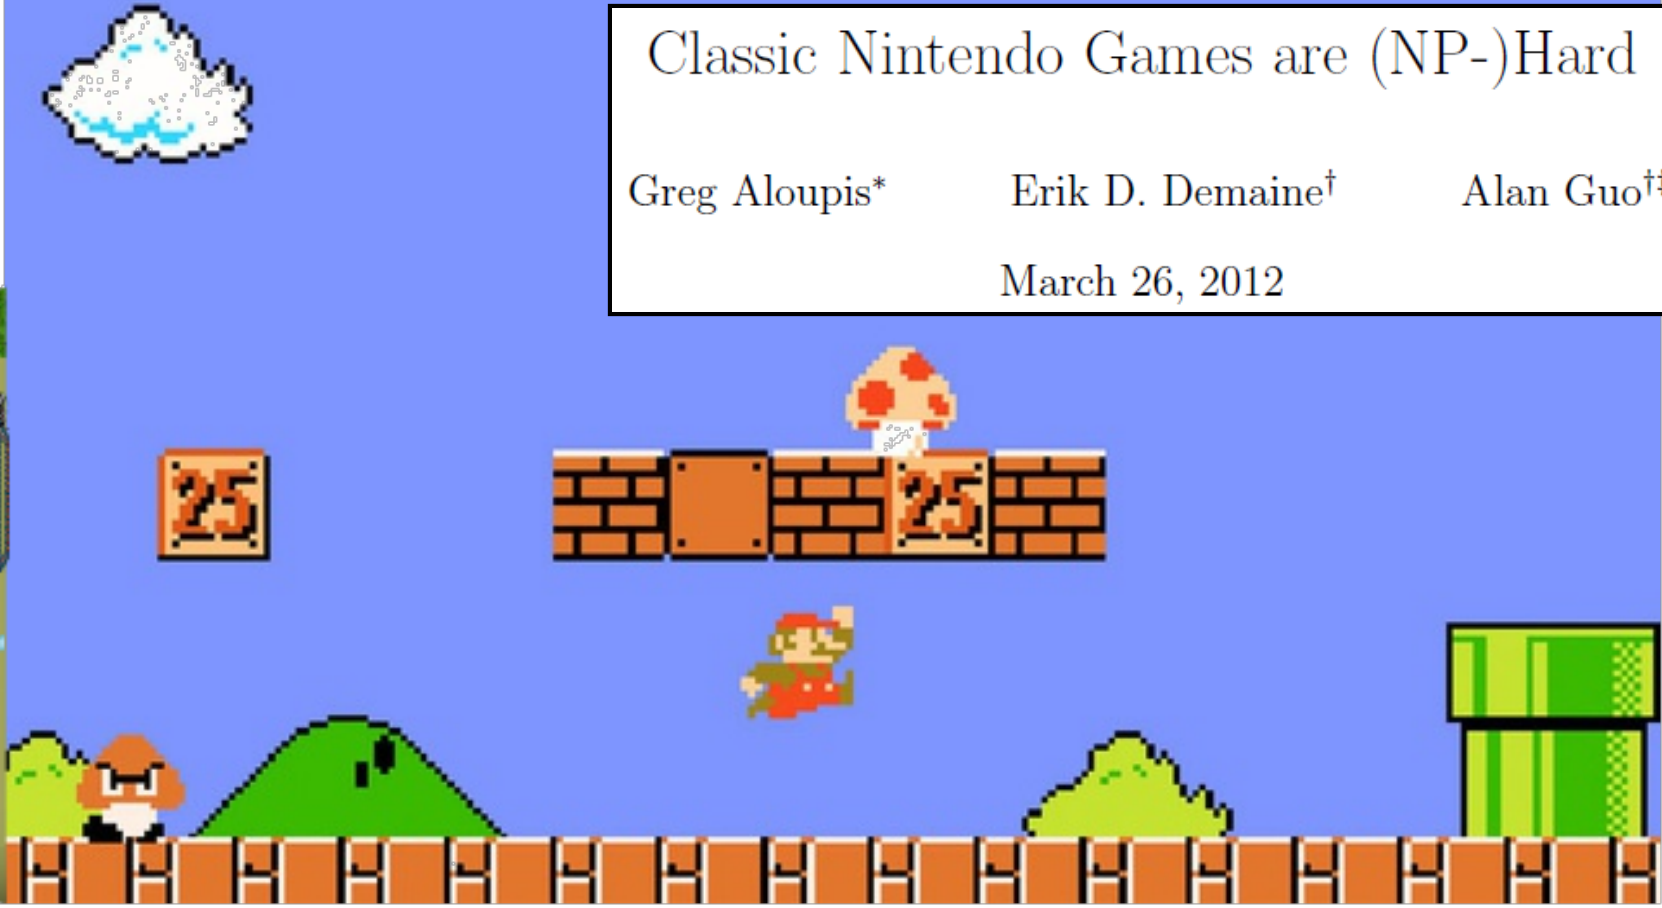 Classic Nintendo Games are (NP-)Hard
Greg Aloupis* Erik D. Demaine† Alan Guo†‡
March 26, 2012
25 25